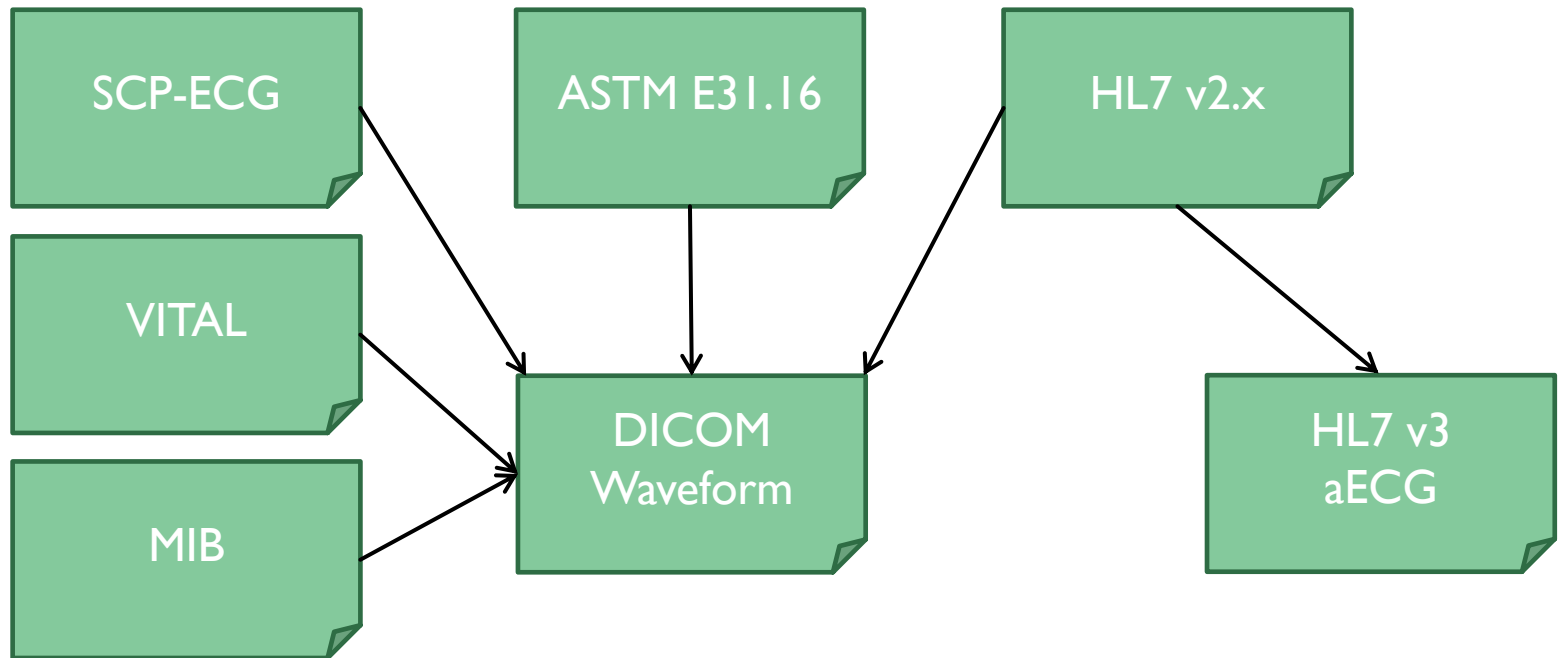 SCP-ECG
ASTM E31.16
HL7 v2.x
VITAL
DICOM
Waveform
HL7 v3
aECG
MIB